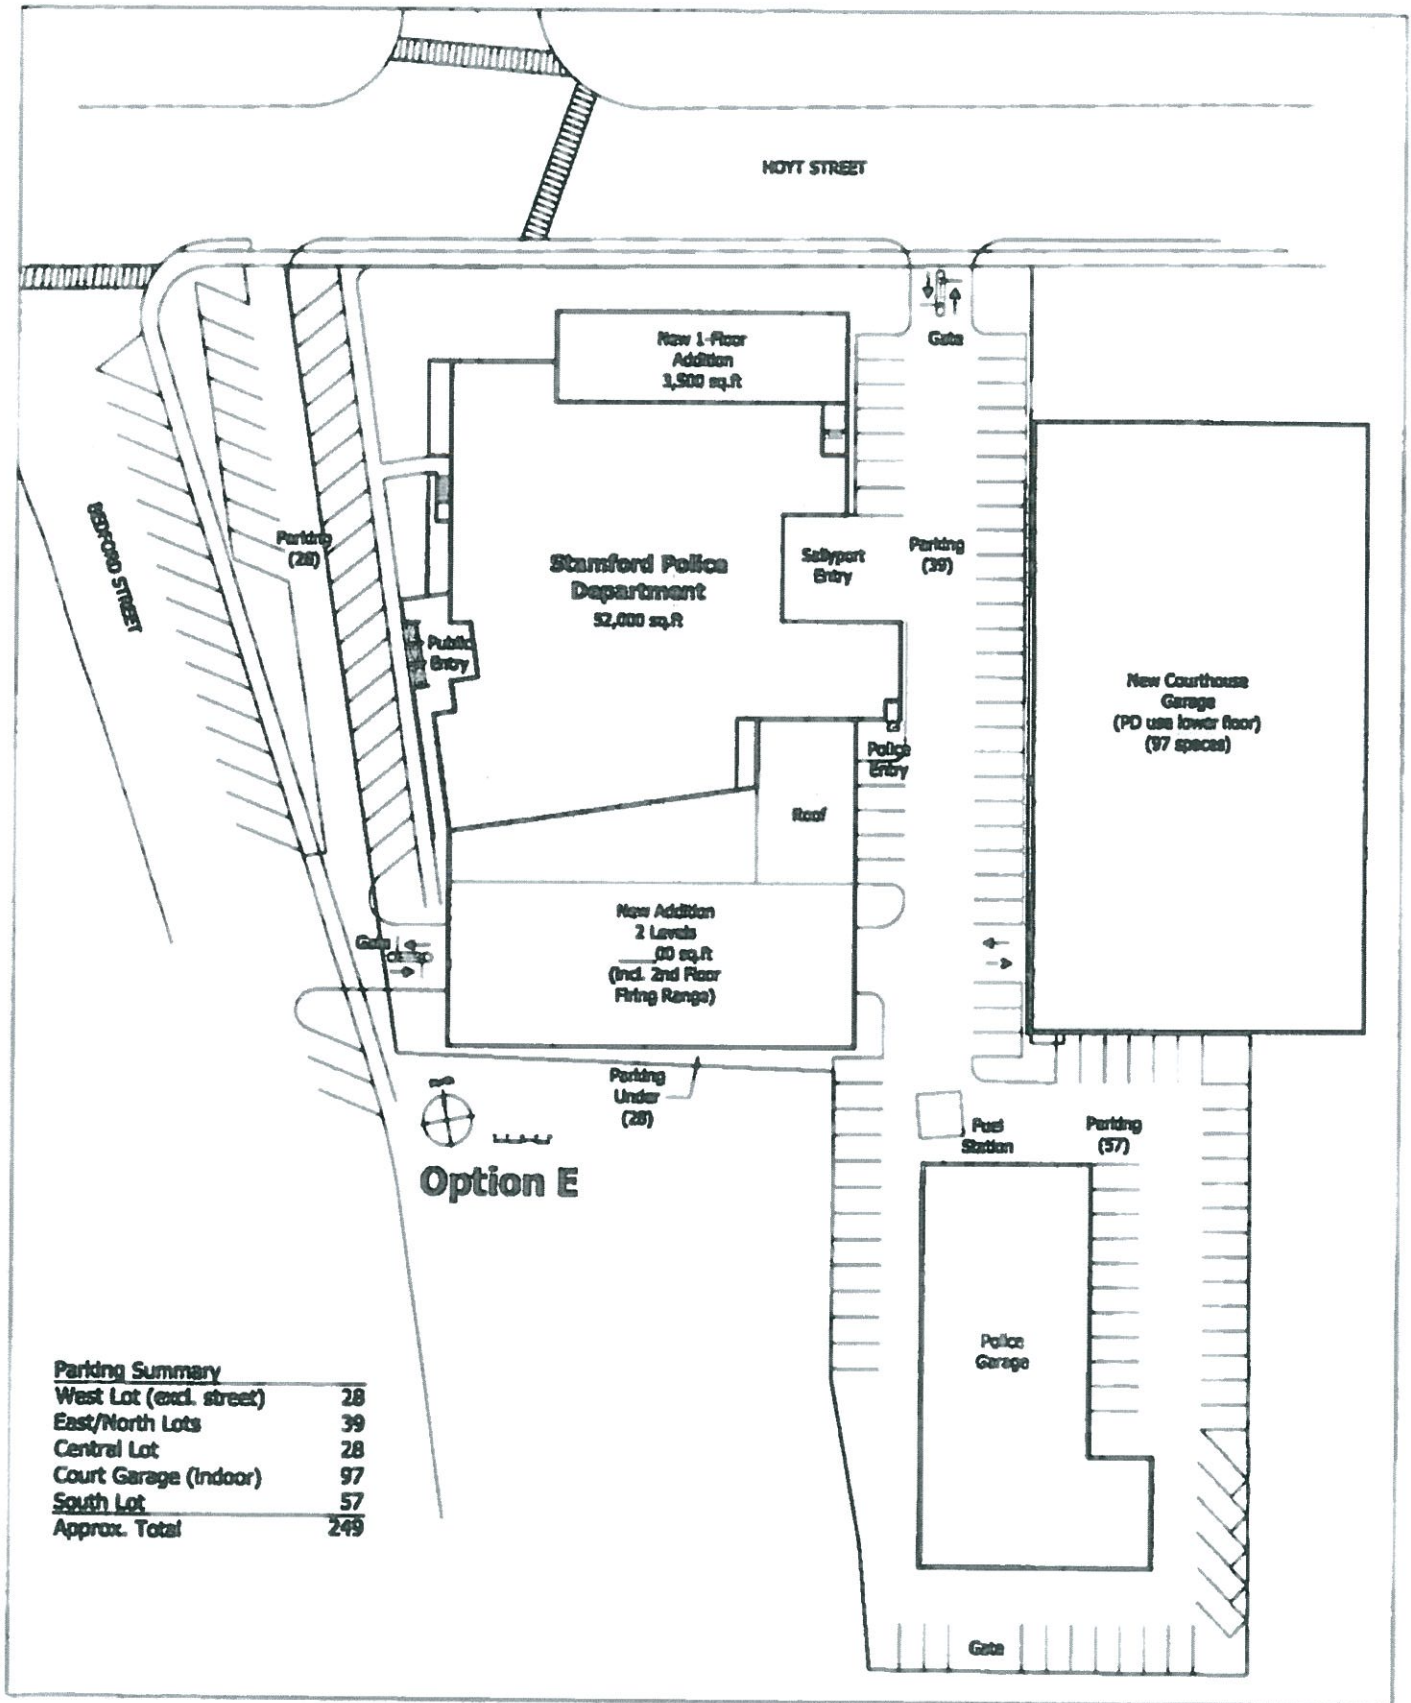 HOYT STREET
Gate
New 1-Floor
Addition
3,500 sq.ft
BEDFORD STREET
Parking
(28)
Stamford Police
Department
52,000 sq.ft
Sallyport
Entry
Parking
(39)
Public
Entry
New Courthouse
Garage
(PD use lower floor)
(97 spaces)
Police
Entry
Roof
New Addition
2 Levels
___00 sq.ft
(incl. 2nd Floor
Firing Range)
Gate
Parking
Under
(28)
Fuel
Station
Parking
(57)
Option E
Police
Garage
Parking Summary
West Lot (excl. street) 28
East/North Lots 39
Central Lot 28
Court Garage (indoor) 97
South Lot 57
Approx. Total 249
Gate